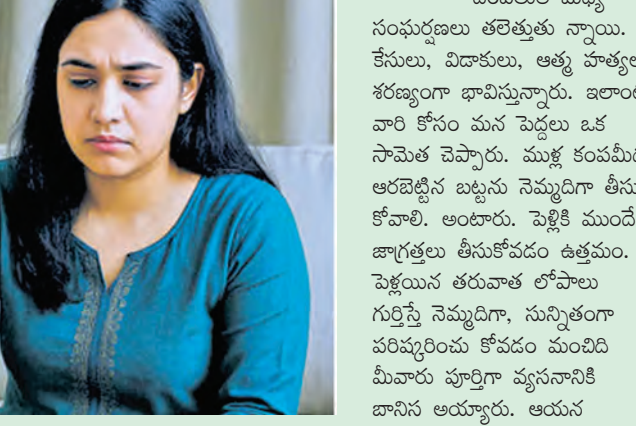 సంఘర్షణలు తలెత్తుతు న్నాయి.
కేసులు, విడాకులు, ఆత్మ హత్యల
శరణ్యంగా భావిస్తున్నారు. ఇలాంటి
వారి కోసం మన పెద్దలు ఒక
సామెత చెప్పారు. ముళ్ల కంపమీద
ఆరబెట్టిన బట్టను నెమ్మదిగా తీసు
కోవాలి. అంటారు. పెళ్లికి ముందే
జాగ్రత్తలు తీసుకోవడం ఉత్తమం.
పెళ్లయిన తరువాత లోపాలు
గుర్తిస్తే నెమ్మదిగా, సున్నితంగా
పరిష్కరించు కోవడం మంచిది
మీవారు పూర్తిగా వ్యసనానికి
బానిస అయ్యారు. ఆయన